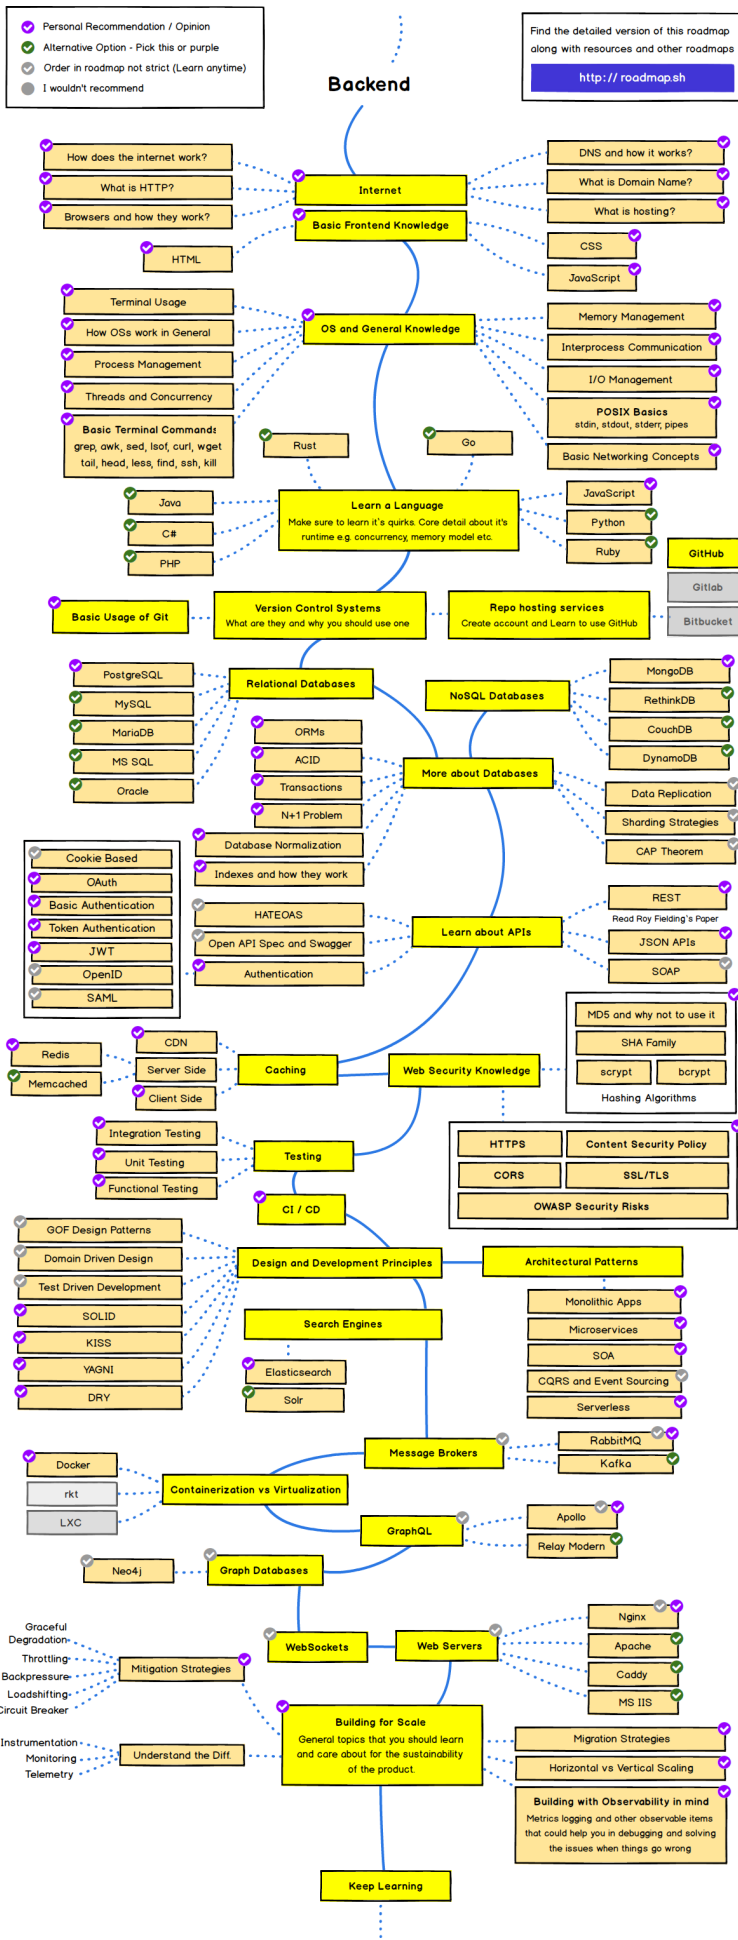 Personal Recommendation / Opinion
Alternative Option - Pick this or purple
Order in roadmap not strict (Learn anytime)
I wouldn't recommend
Find the detailed version of this roadmap
along with resources and other roadmaps
http:// roadmap.sh
Backend
How does the internet work?
What is HTTP?
Browsers and how they work?
Internet
DNS and how it works?
What is Domain Name?
What is hosting?
Basic Frontend Knowledge
HTML
CSS
JavaScript
Terminal Usage
How OSs work in General
Process Management
Threads and Concurrency
Basic Terminal Commands
grep, awk, sed, lsof, curl, wget
tail, head, less, find, ssh, kill
OS and General Knowledge
Memory Management
Interprocess Communication
I/O Management
POSIX Basics
stdin, stdout, stderr, pipes
Basic Networking Concepts
Rust
Go
Java
C#
PHP
Learn a Language
Make sure to learn it's quirks. Core detail about it's
runtime e.g. concurrency, memory model etc.
JavaScript
Python
Ruby
GitHub
Gitlab
Bitbucket
Basic Usage of Git
Version Control Systems
What are they and why you should use one
Repo hosting services
Create account and Learn to use GitHub
PostgreSQL
MySQL
MariaDB
MS SQL
Oracle
Relational Databases
NoSQL Databases
MongoDB
RethinkDB
CouchDB
DynamoDB
ORMs
ACID
Transactions
N+1 Problem
Database Normalization
Indexes and how they work
More about Databases
Data Replication
Sharding Strategies
CAP Theorem
Cookie Based
OAuth
Basic Authentication
Token Authentication
JWT
OpenID
SAML
HATEOAS
Open API Spec and Swagger
Authentication
Learn about APIs
REST
Read Roy Fielding's Paper
JSON APIs
SOAP
MD5 and why not to use it
SHA Family
scrypt
bcrypt
Hashing Algorithms
Redis
Memcached
CDN
Server Side
Client Side
Caching
Web Security Knowledge
HTTPS
Content Security Policy
CORS
SSL/TLS
OWASP Security Risks
Integration Testing
Unit Testing
Functional Testing
Testing
CI / CD
GOF Design Patterns
Domain Driven Design
Test Driven Development
SOLID
KISS
YAGNI
DRY
Design and Development Principles
Architectural Patterns
Monolithic Apps
Microservices
SOA
CQRS and Event Sourcing
Serverless
Search Engines
Elasticsearch
Solr
Message Brokers
RabbitMQ
Kafka
Docker
rkt
LXC
Containerization vs Virtualization
GraphQL
Apollo
Relay Modern
Neo4j
Graph Databases
WebSockets
Web Servers
Nginx
Apache
Caddy
MS IIS
Graceful
Degradation
Throttling
Backpressure
Loadshifting
Circuit Breaker
Mitigation Strategies
Instrumentation
Monitoring
Telemetry
Understand the Diff.
Building for Scale
General topics that you should learn
and care about for the sustainability
of the product.
Migration Strategies
Horizontal vs Vertical Scaling
Building with Observability in mind
Metrics logging and other observable items
that could help you in debugging and solving
the issues when things go wrong
Keep Learning